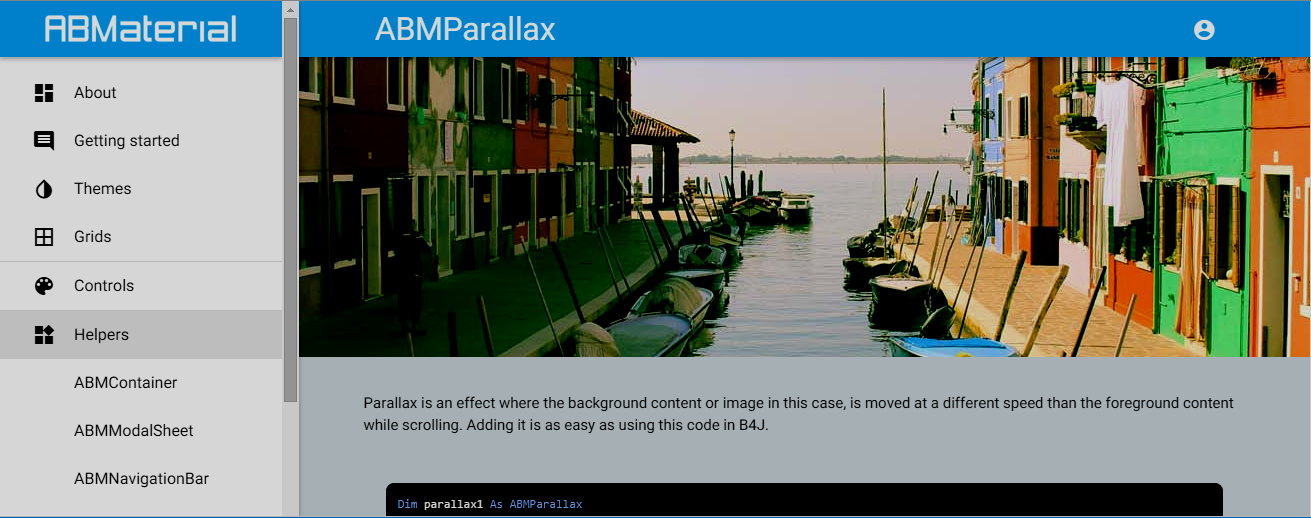 ABMaterial
ABMParallax
About
Getting started
Themes
Grids
Controls
Helpers
ABMContainer
ABMModalSheet
ABMNavigationBar
Parallax is an effect where the background content or image in this case, is moved at a different speed than the foreground content
while scrolling. Adding it is as easy as using this code in B4J.
Dim parallax1 As ABMParallax